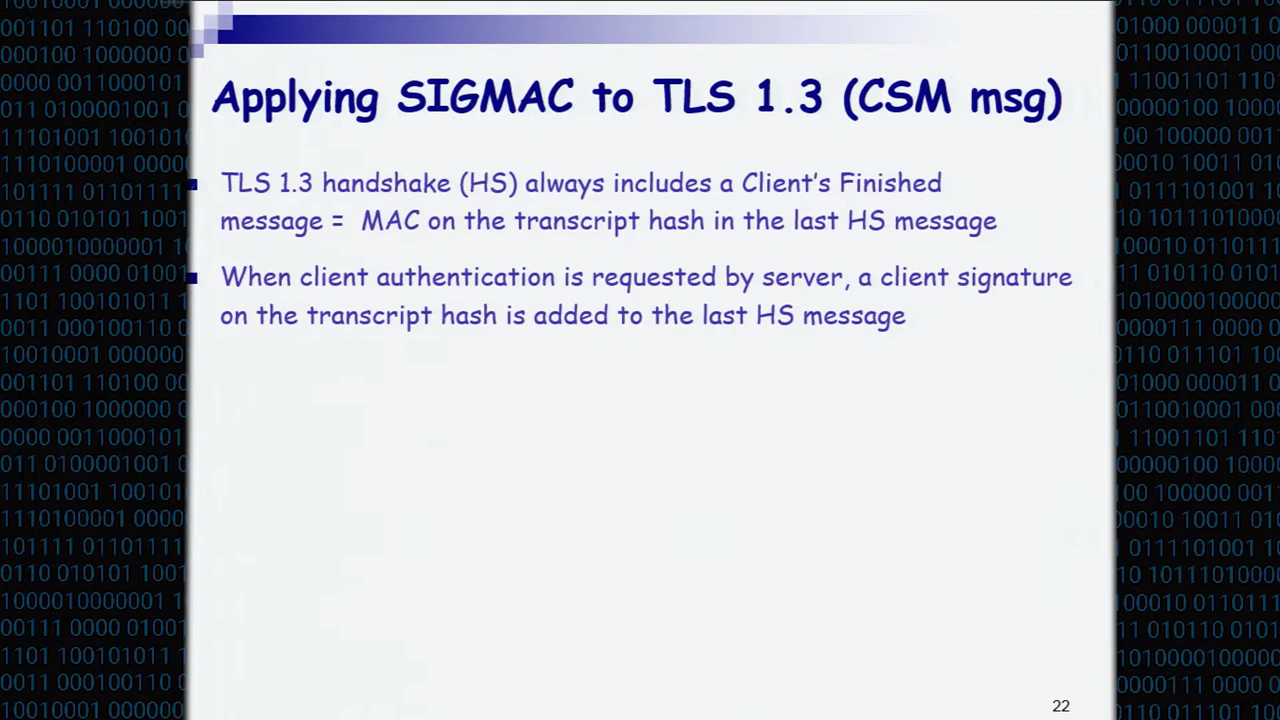 Applying SIGMAC to TLS 1.3 (CSM msg)
TLS 1.3 handshake (HS) always includes a Client’s Finished
message = MAC on the transcript hash in the last HS message
When client authentication is requested by server, a client signature
on the transcript hash is added to the last HS message
22